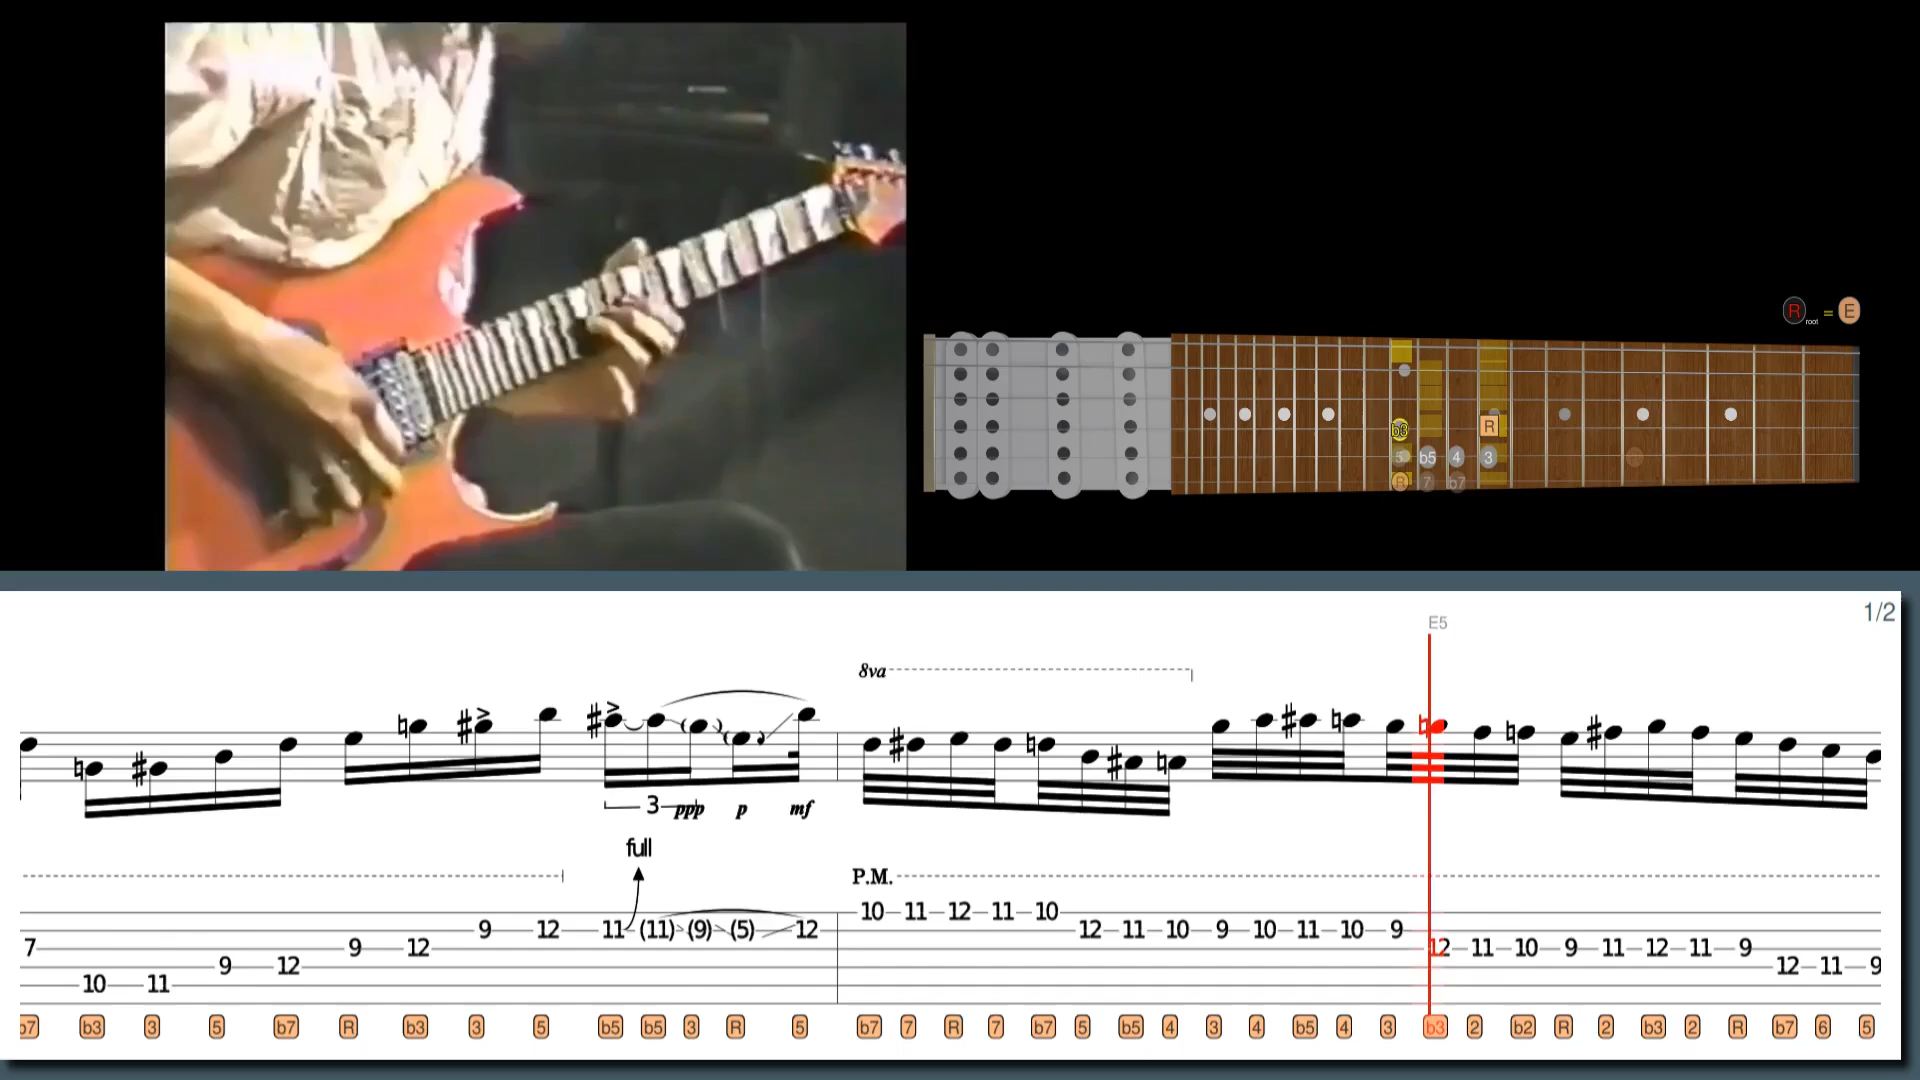 R root = E
b3 R
5 b5 4 3
R 7 b7
1/2
E5
8va
3 ppp p mf
full
P.M.
10 11 12 11 10
9 12 11 (11) (9) (5) 12 12 11 10 9 10 11 10 9
7 9 12 12 11 10 9 11 12 11 9
9 12 12 11 9
10 11
b7 b3 3 5 b7 R b3 3 5 b5 b5 3 R 5 b7 7 R 7 b7 5 b5 4 3 4 b5 4 3 b3 2 b2 R 2 b3 2 R b7 6 5